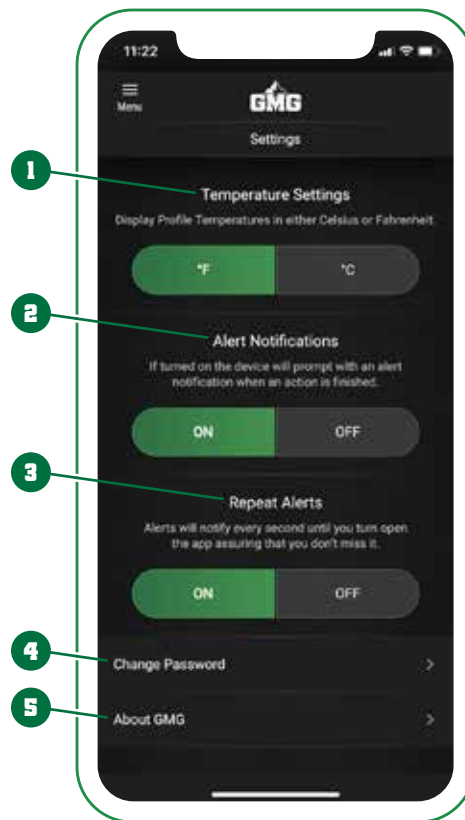 11:22
Menu
GMG
Settings
1
Temperature Settings
Display Profile Temperatures in either Celsius or Fahrenheit
°F
°C
2
Alert Notifications
If turned on the device will prompt with an alert
notification when an action is finished.
ON
OFF
3
Repeat Alerts
Alerts will notify every second until you turn open
the app assuring that you don't miss it.
ON
OFF
4
Change Password
5
About GMG